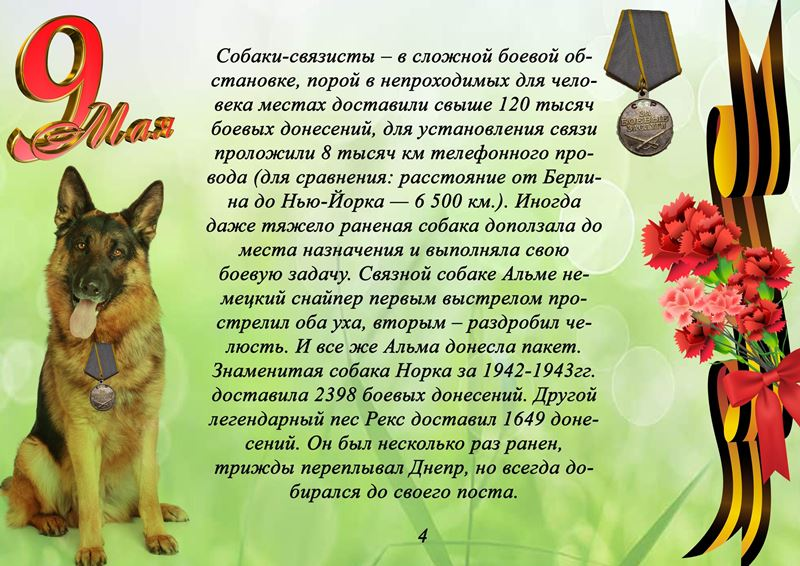 9 Мая
Собаки-связисты – в сложной боевой об-
становке, порой в непроходимых для чело-
века местах доставили свыше 120 тысяч
боевых донесений, для установления связи
проложили 8 тысяч км телефонного про-
вода (для сравнения: расстояние от Берли-
на до Нью-Йорка — 6 500 км.). Иногда
даже тяжело раненая собака доползала до
места назначения и выполняла свою
боевую задачу. Связной собаке Альме не-
мецкий снайпер первым выстрелом про-
стрелил оба уха, вторым – раздробил че-
люсть. И все же Альма донесла пакет.
Знаменитая собака Норка за 1942-1943гг.
доставила 2398 боевых донесений. Другой
легендарный пес Рекс доставил 1649 доне-
сений. Он был несколько раз ранен,
трижды переплывал Днепр, но всегда до-
бирался до своего поста.
4
ЗА
БОЕВЫЕ
ЗАСЛУГИ